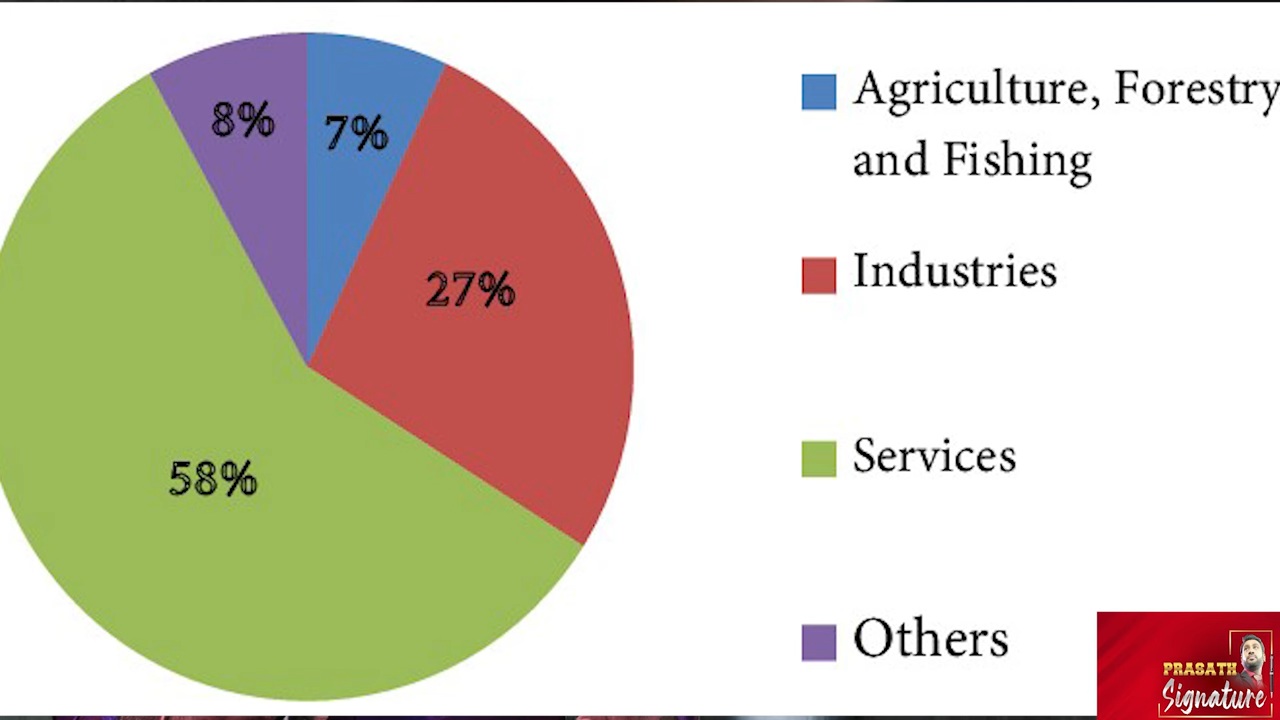 8%
7%
27%
58%
Agriculture, Forestry
and Fishing
Industries
Services
Others
PRASATH
Signature